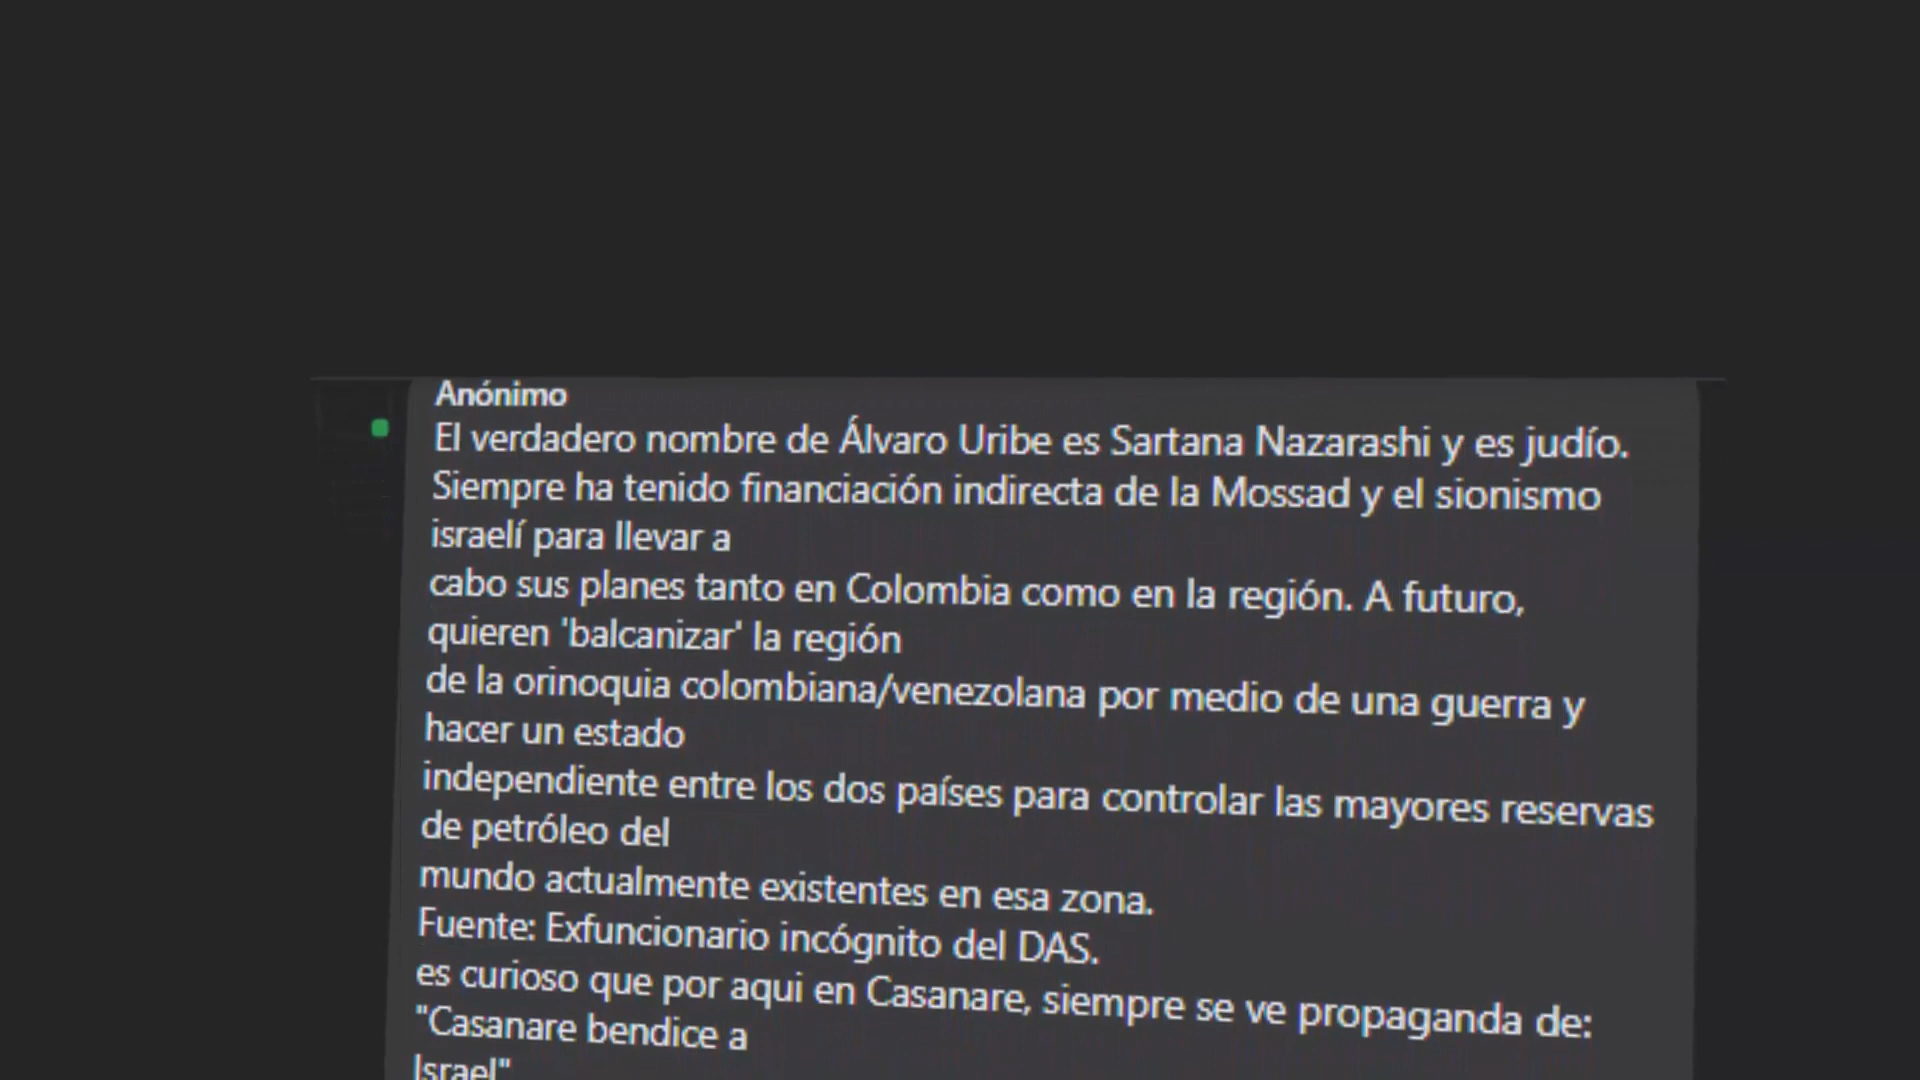 Anónimo
El verdadero nombre de Álvaro Uribe es Sartana Nazarashi y es judío.
Siempre ha tenido financiación indirecta de la Mossad y el sionismo
israelí para llevar a
cabo sus planes tanto en Colombia como en la región. A futuro,
quieren 'balcanizar' la región
de la orinoquia colombiana/venezolana por medio de una guerra y
hacer un estado
independiente entre los dos países para controlar las mayores reservas
de petróleo del
mundo actualmente existentes en esa zona.
Fuente: Exfuncionario incógnito del DAS.
es curioso que por aqui en Casanare, siempre se ve propaganda de:
"Casanare bendice a
Israel"